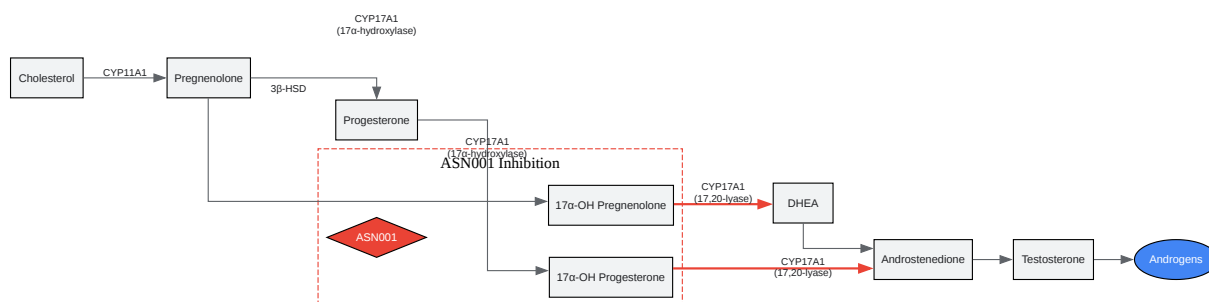 CYP17A1
(17α-hydroxylase)
Cholesterol
CYP11A1
Pregnenolone
3β-HSD
Progesterone
CYP17A1
(17α-hydroxylase)
ASN001 Inhibition
17α-OH Pregnenolone
CYP17A1
(17,20-lyase)
DHEA
ASN001
17α-OH Progesterone
CYP17A1
(17,20-lyase)
Androstenedione
Testosterone
Androgens